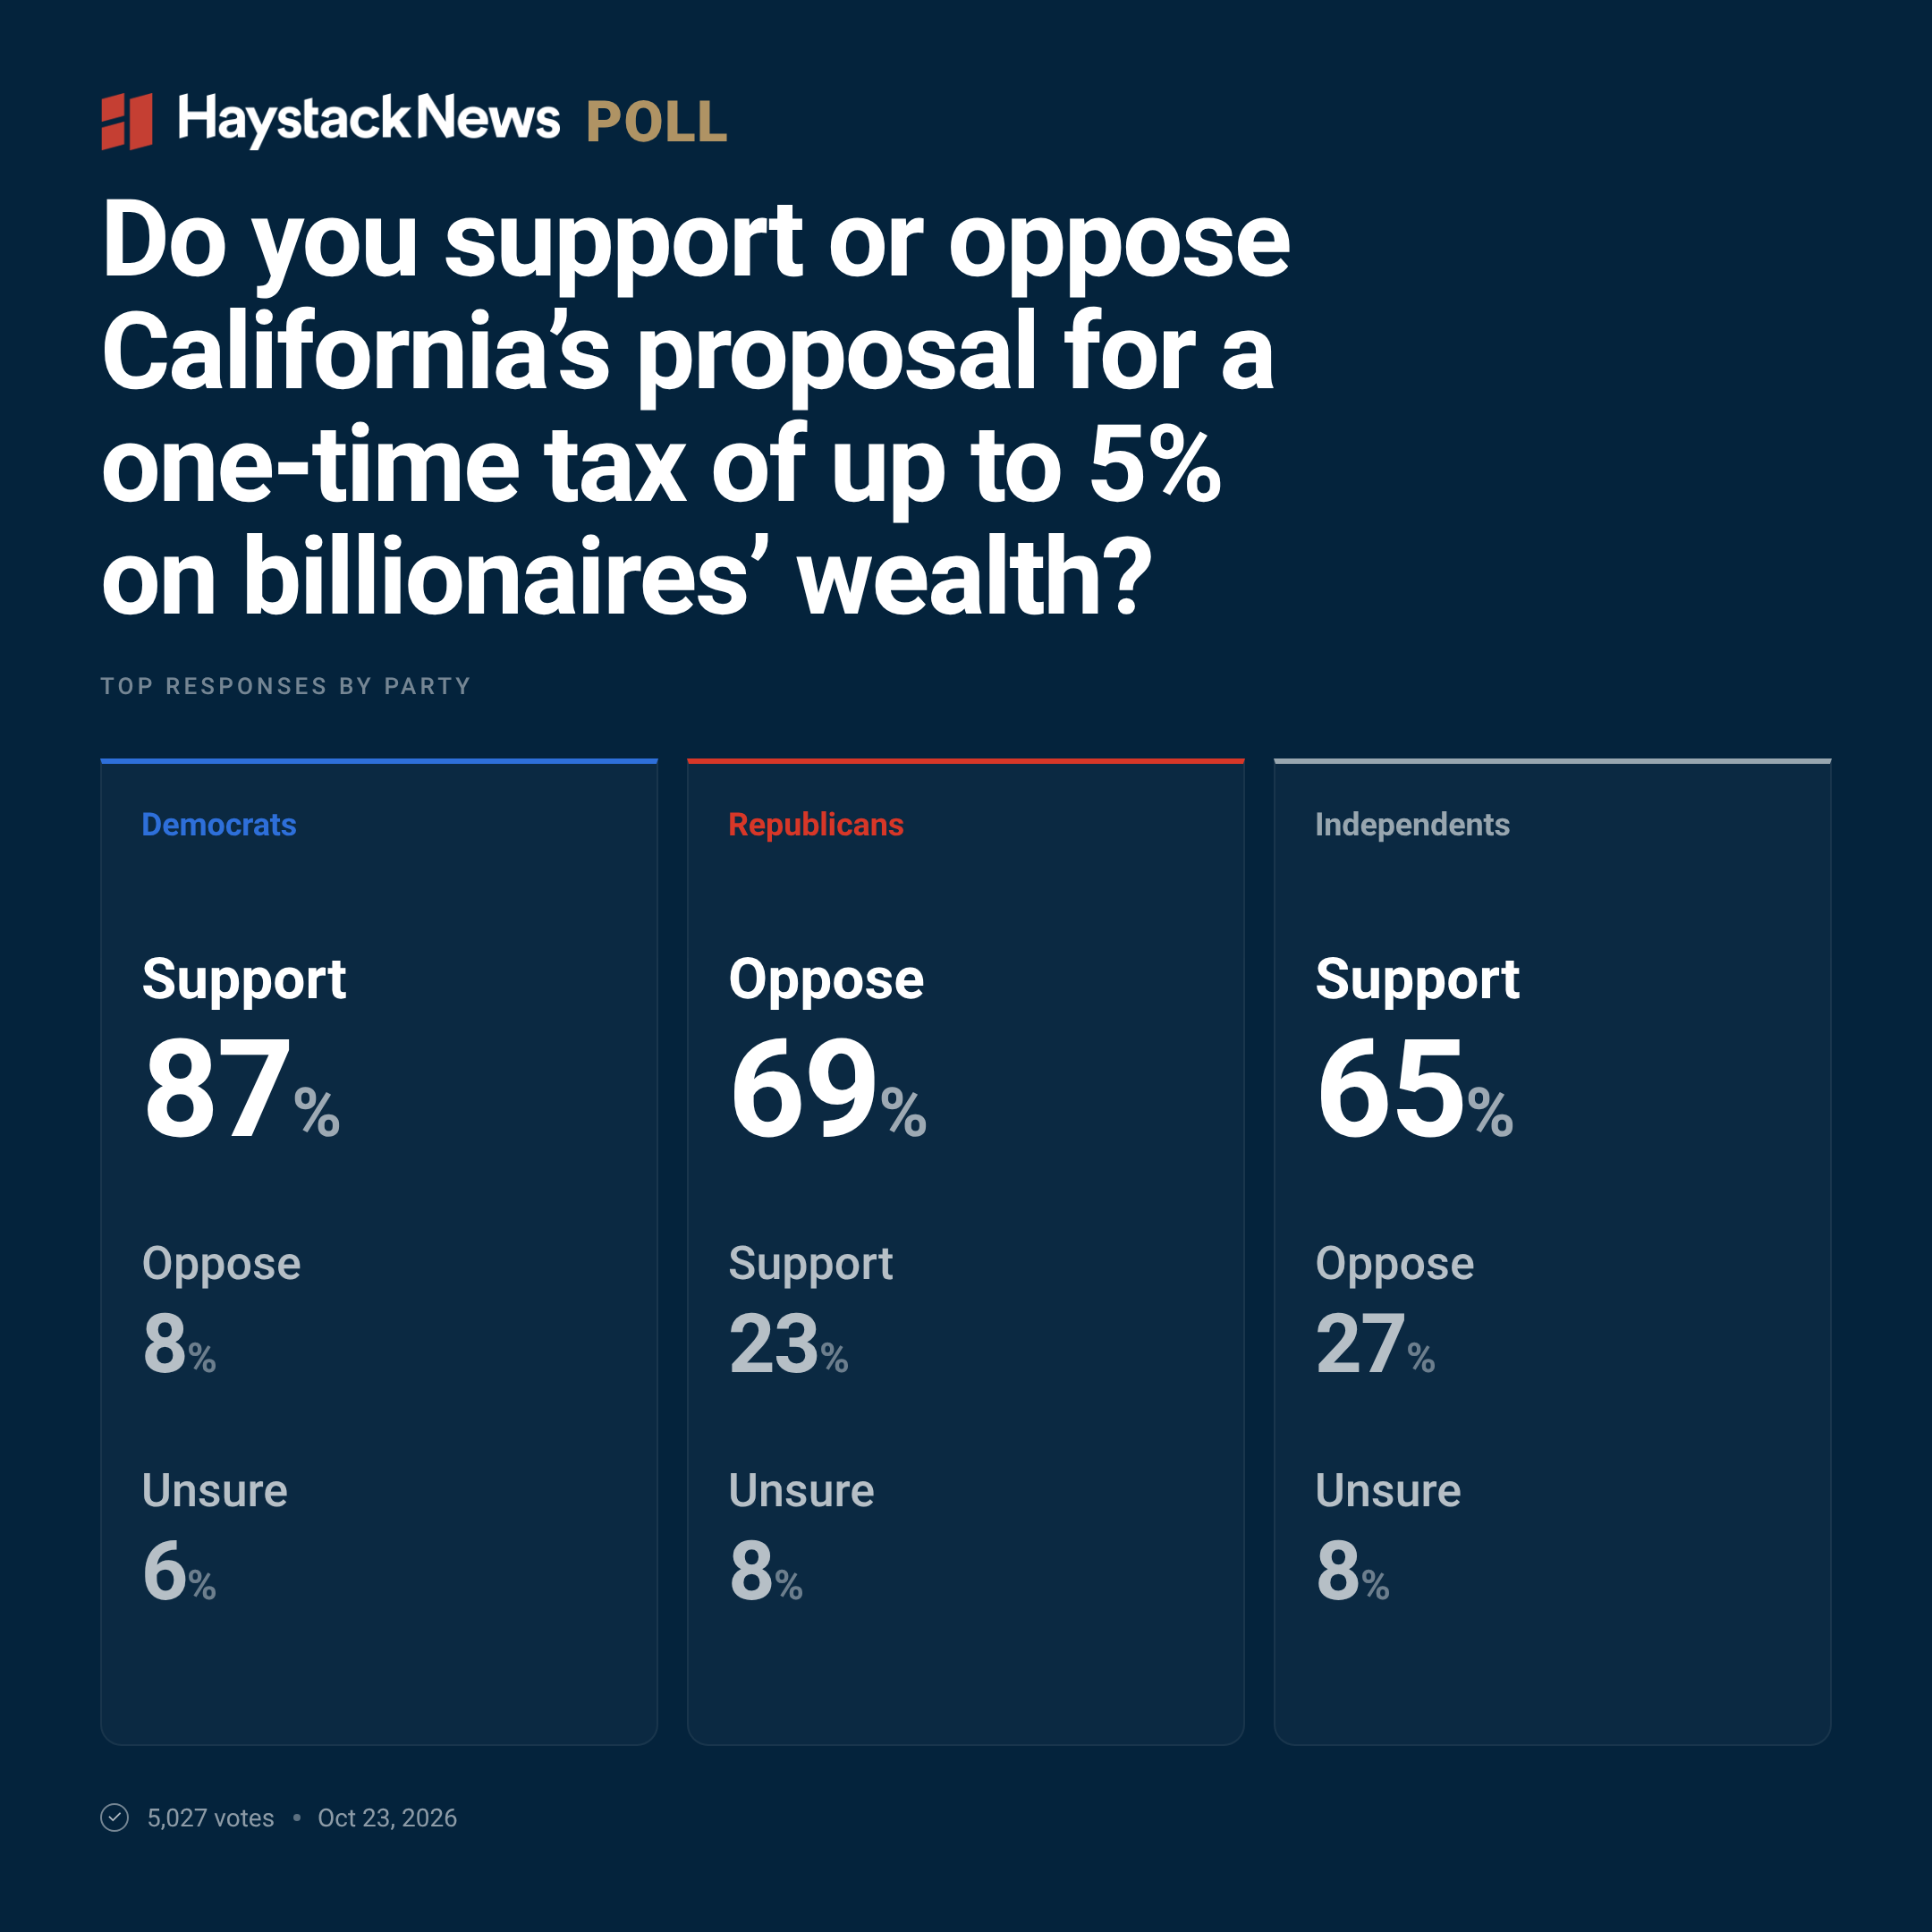 HaystackNews POLL
Do you support or oppose
California’s proposal for a
one-time tax of up to 5%
on billionaires’ wealth?
TOP RESPONSES BY PARTY
Democrats
Support
87%
Oppose
8%
Unsure
6%
Republicans
Oppose
69%
Support
23%
Unsure
8%
Independents
Support
65%
Oppose
27%
Unsure
8%
5,027 votes • Oct 23, 2026